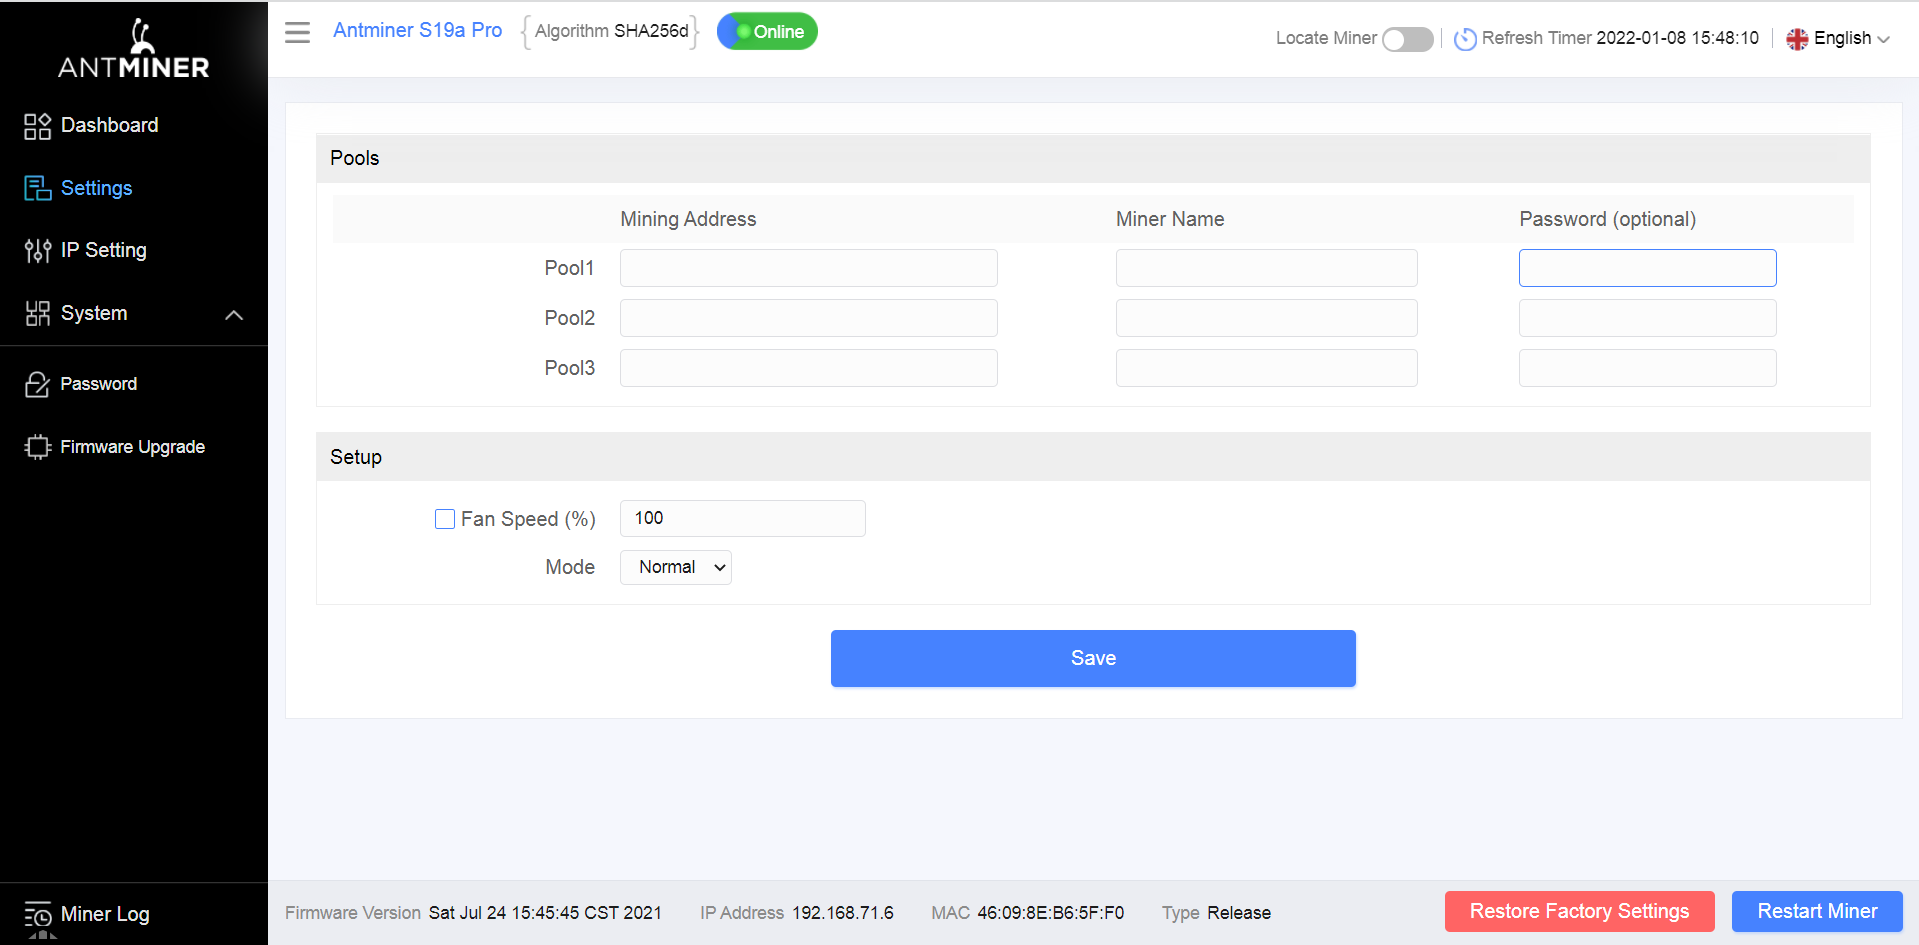 ANTMINER
Dashboard
Settings
IP Setting
System
Password
Firmware Upgrade
Miner Log
Antminer S19a Pro
Algorithm SHA256d
Online
Locate Miner
Refresh Timer 2022-01-08 15:48:10
English
Pools
Mining Address Miner Name Password (optional)
Pool1
Pool2
Pool3
Setup
Fan Speed (%) 100
Mode Normal
Save
Firmware Version Sat Jul 24 15:45:45 CST 2021 IP Address 192.168.71.6 MAC 46:09:8E:B6:5F:F0 Type Release
Restore Factory Settings
Restart Miner